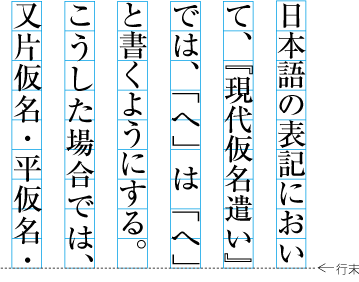 日本語の表記におい
て、『現代仮名遣い』
では、「へ」は「へ」
と書くようにする。
こうした場合では、
又片仮名・平仮名・
←行末